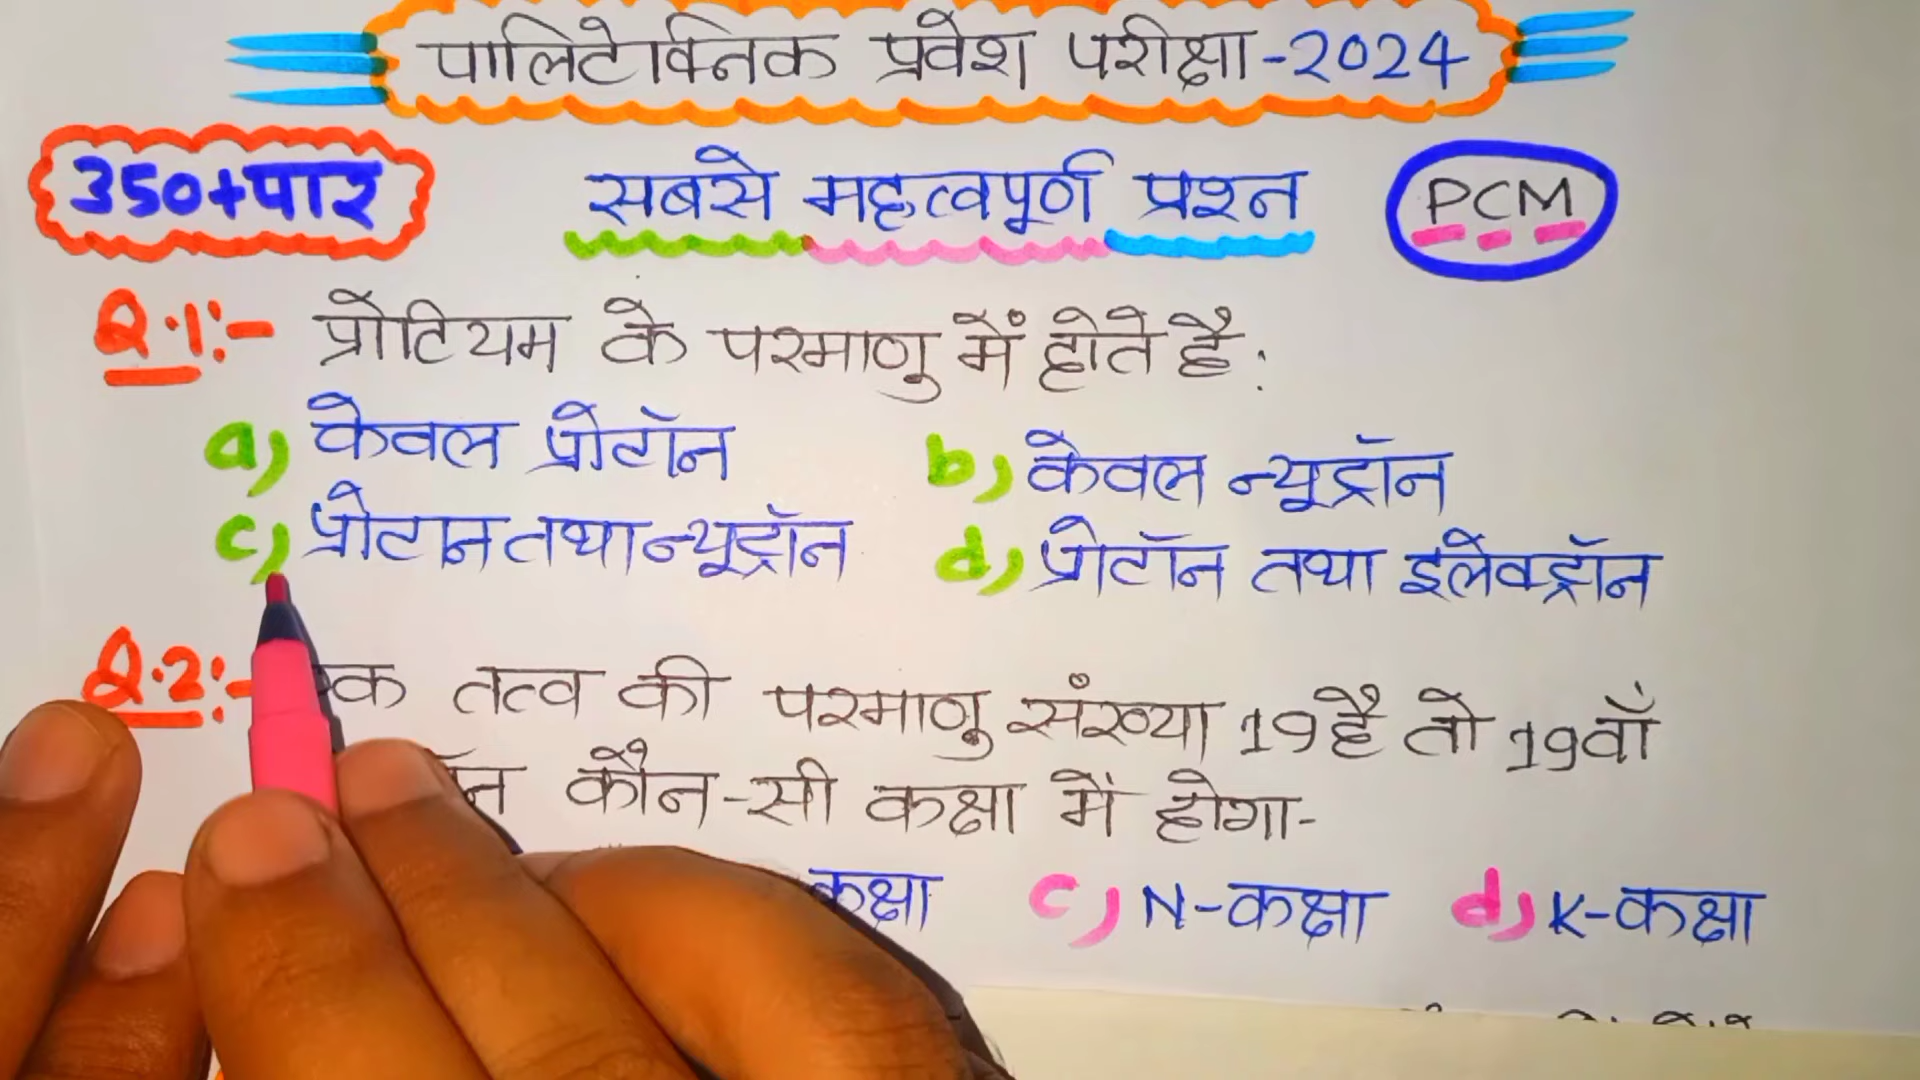 पालिटेक्निक प्रवेश परीक्षा-2024
350+पार सबसे महत्वपूर्ण प्रश्न PCM
Q.1:- प्रोटियम के परमाणु में होते है:
a) केवल प्रोटॉन b) केवल न्यूट्रॉन
c) प्रोटान तथा न्यूट्रॉन d) प्रोटॉन तथा इलेक्ट्रॉन
Q.2:- एक तत्व की परमाणु संख्या 19 है तो 19वाँ
कौन-सी कक्षा में होगा-
कक्षा c) N-कक्षा d) K-कक्षा